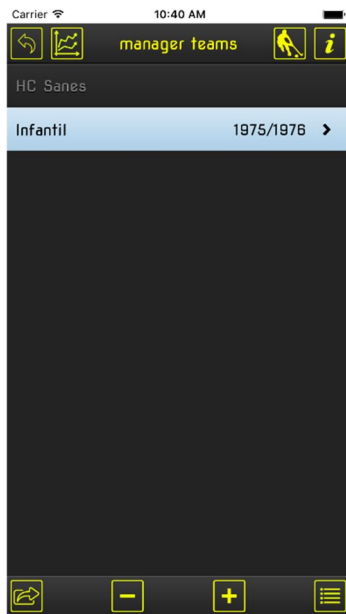 Carrier 10:40 AM
manager teams i
HC Sanes
Infantil 1975/1976